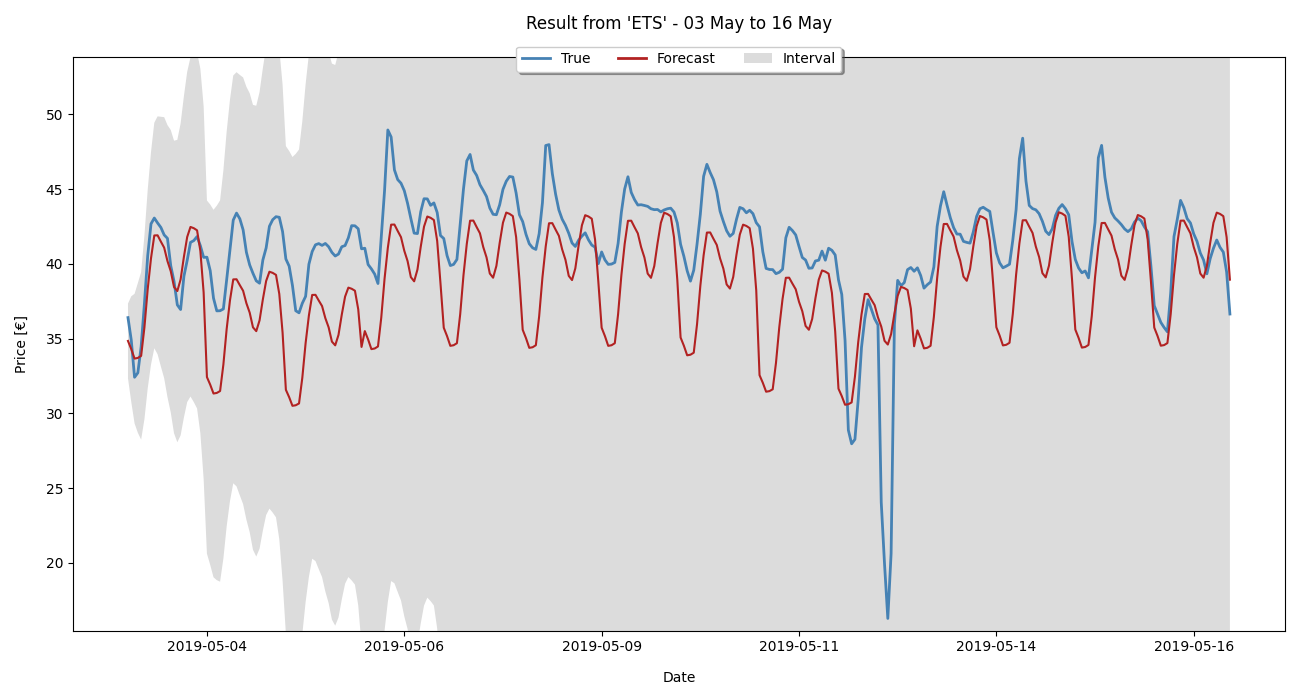 Result from 'ETS' - 03 May to 16 May
True Forecast Interval
50
45
40
35
30
25
20
Price [€]
2019-05-04 2019-05-06 2019-05-09 2019-05-11 2019-05-14 2019-05-16
Date